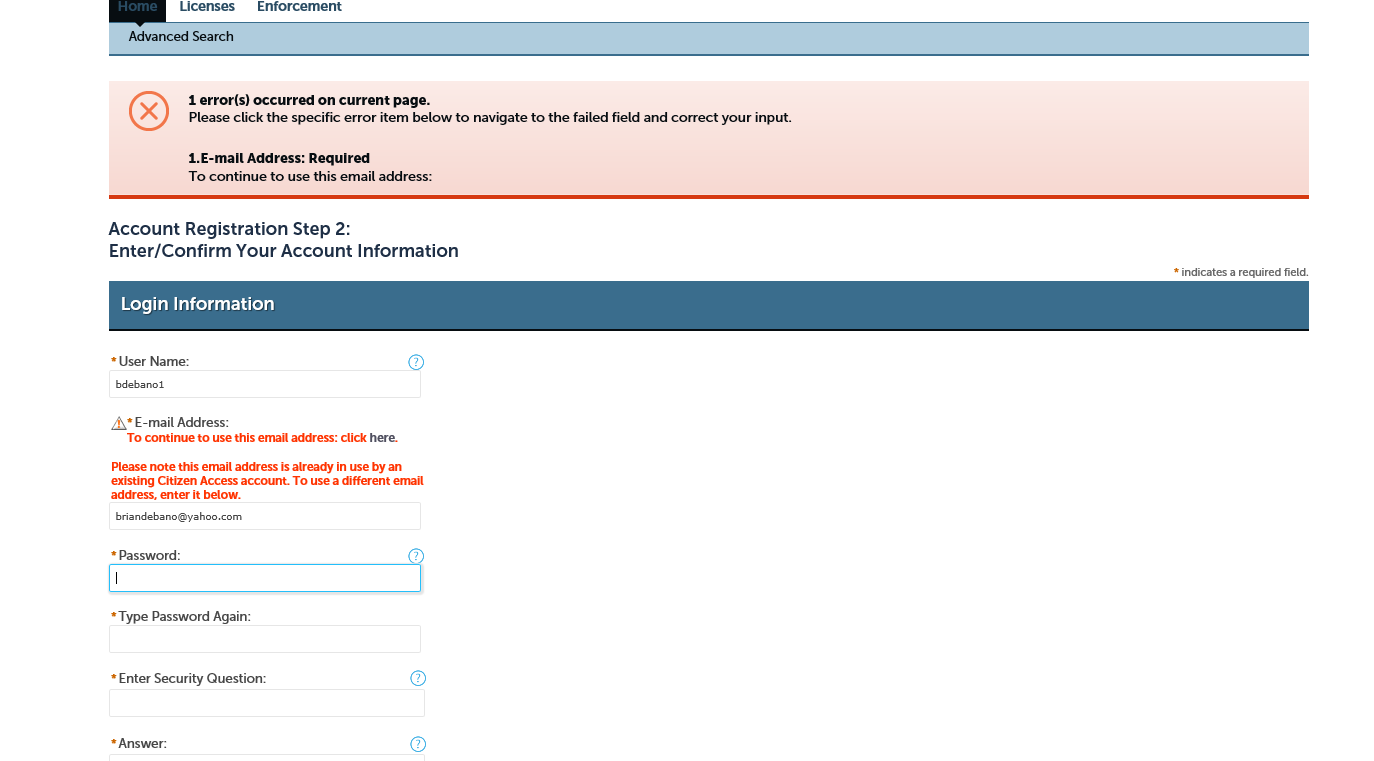 Home Licenses Enforcement
Advanced Search
1 error(s) occurred on current page.
Please click the specific error item below to navigate to the failed field and correct your input.
1.E-mail Address: Required
To continue to use this email address:
Account Registration Step 2:
Enter/Confirm Your Account Information
* indicates a required field.
Login Information
* User Name: ?
bdebano1
* E-mail Address:
To continue to use this email address: click here.
Please note this email address is already in use by an
existing Citizen Access account. To use a different email
address, enter it below.
briandebano@yahoo.com
* Password: ?
* Type Password Again:
* Enter Security Question: ?
* Answer: ?